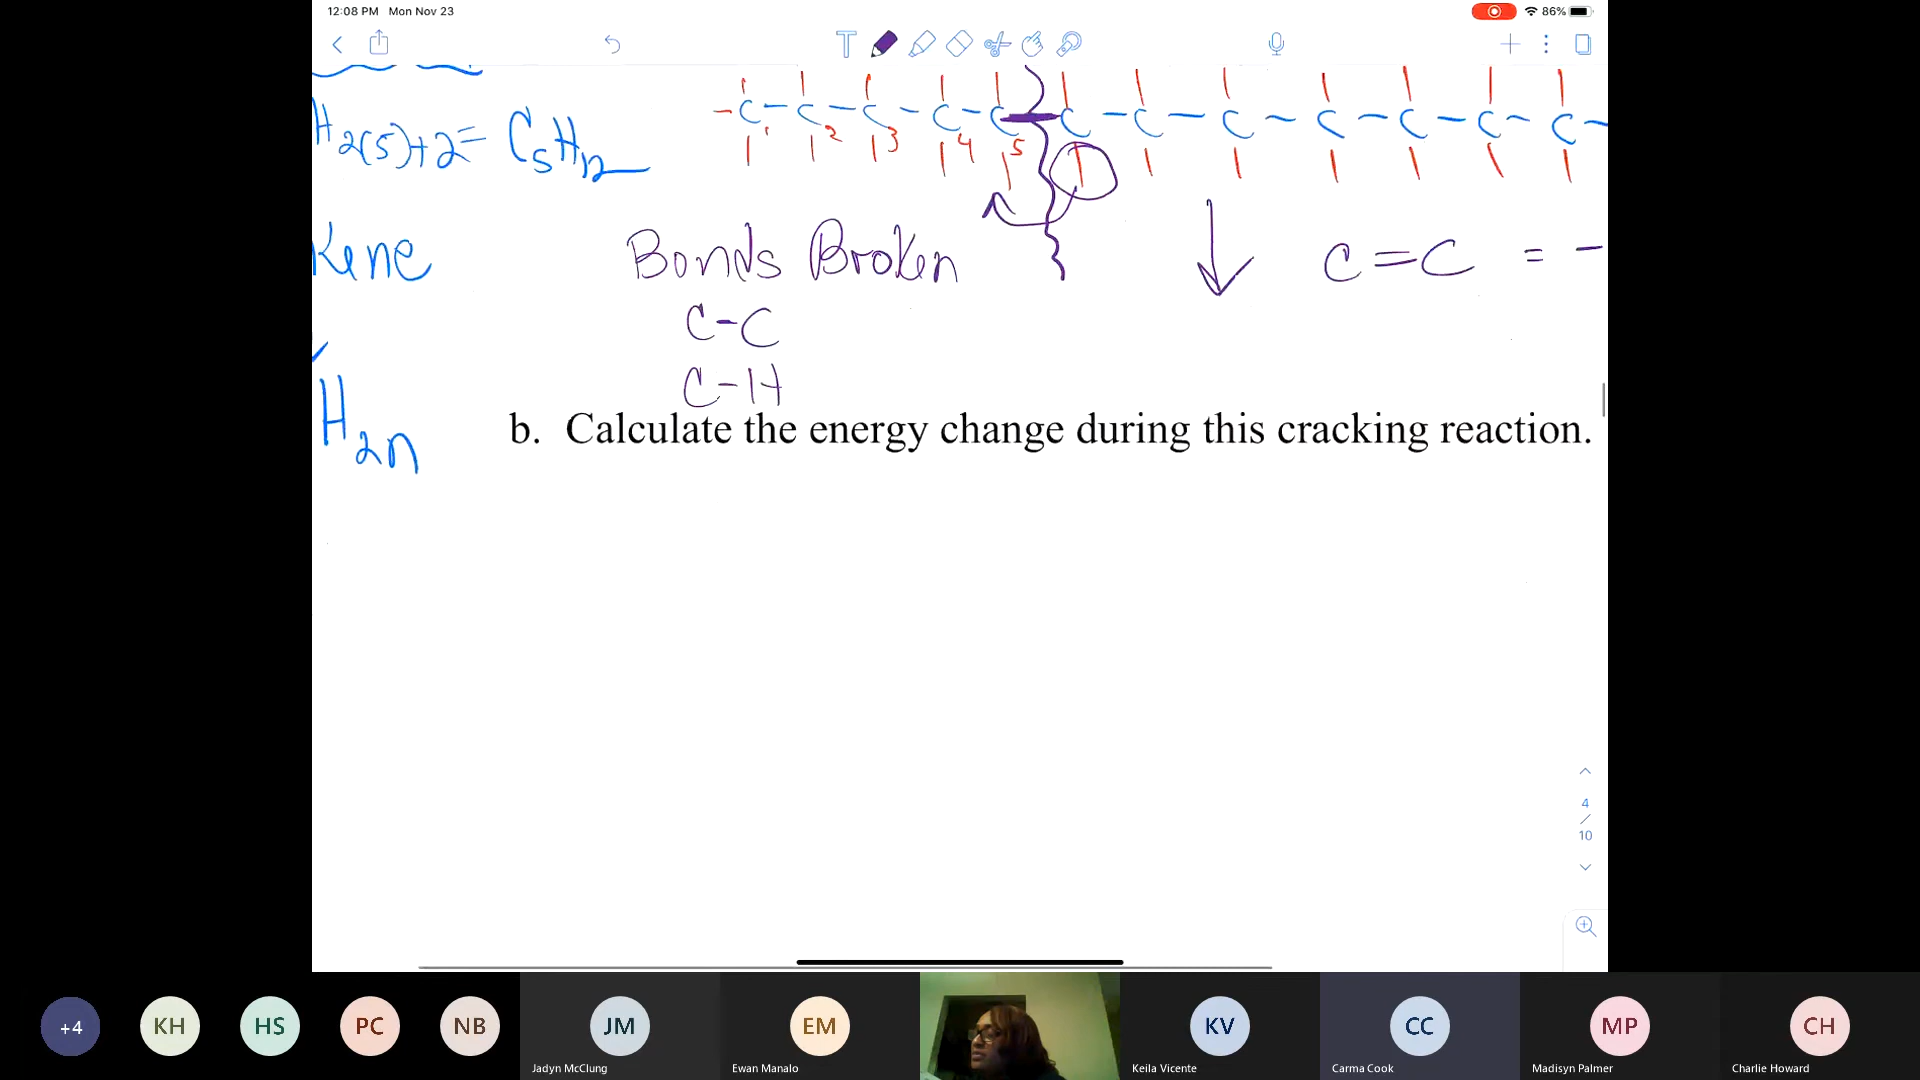 12:08 PM Mon Nov 23
86%
T
H2(5)+2= C5H12
C-C-C-C-C-C-C-C-C-C-C-C-
1 2 3 4 5
Kene
Bonds Broken
C=C = -
C-C
C-H
H2n
b. Calculate the energy change during this cracking reaction.
4
/
10
+4
KH
HS
PC
NB
JM
EM
KV
CC
MP
CH
Jadyn McClung
Ewan Manalo
Keila Vicente
Carma Cook
Madisyn Palmer
Charlie Howard